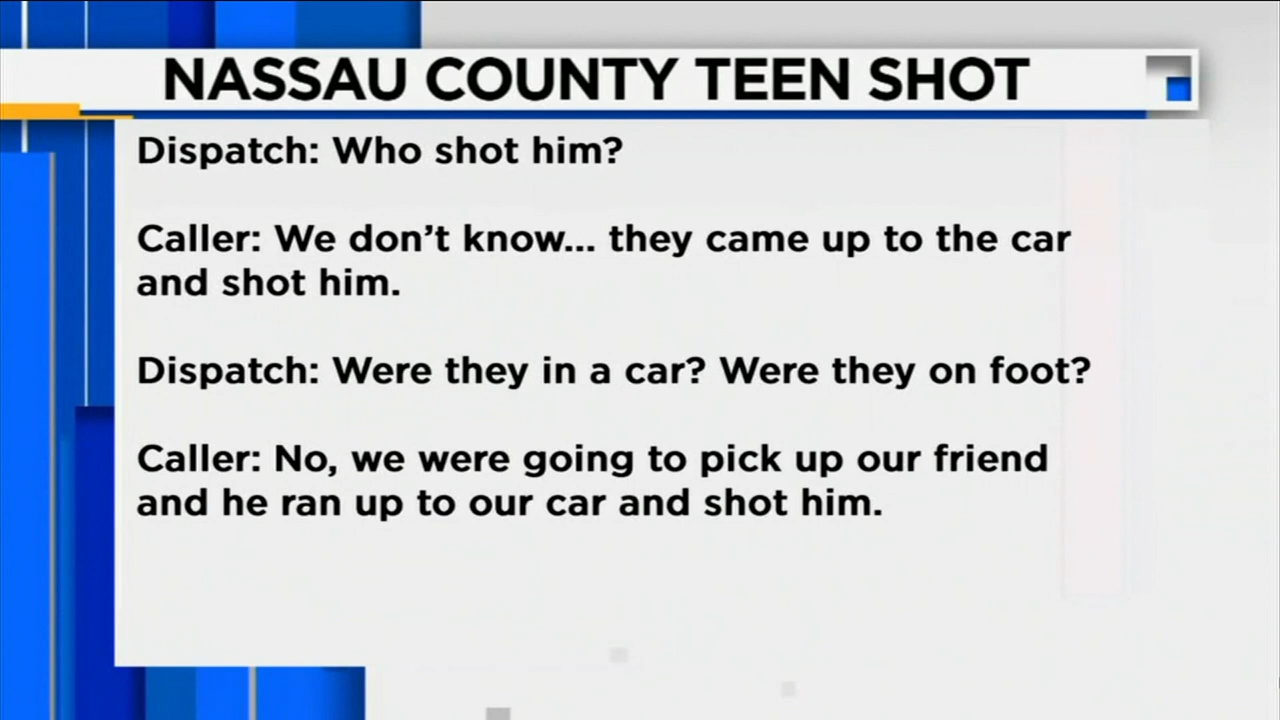 NASSAU COUNTY TEEN SHOT
Dispatch: Who shot him?
Caller: We don’t know... they came up to the car
and shot him.
Dispatch: Were they in a car? Were they on foot?
Caller: No, we were going to pick up our friend
and he ran up to our car and shot him.